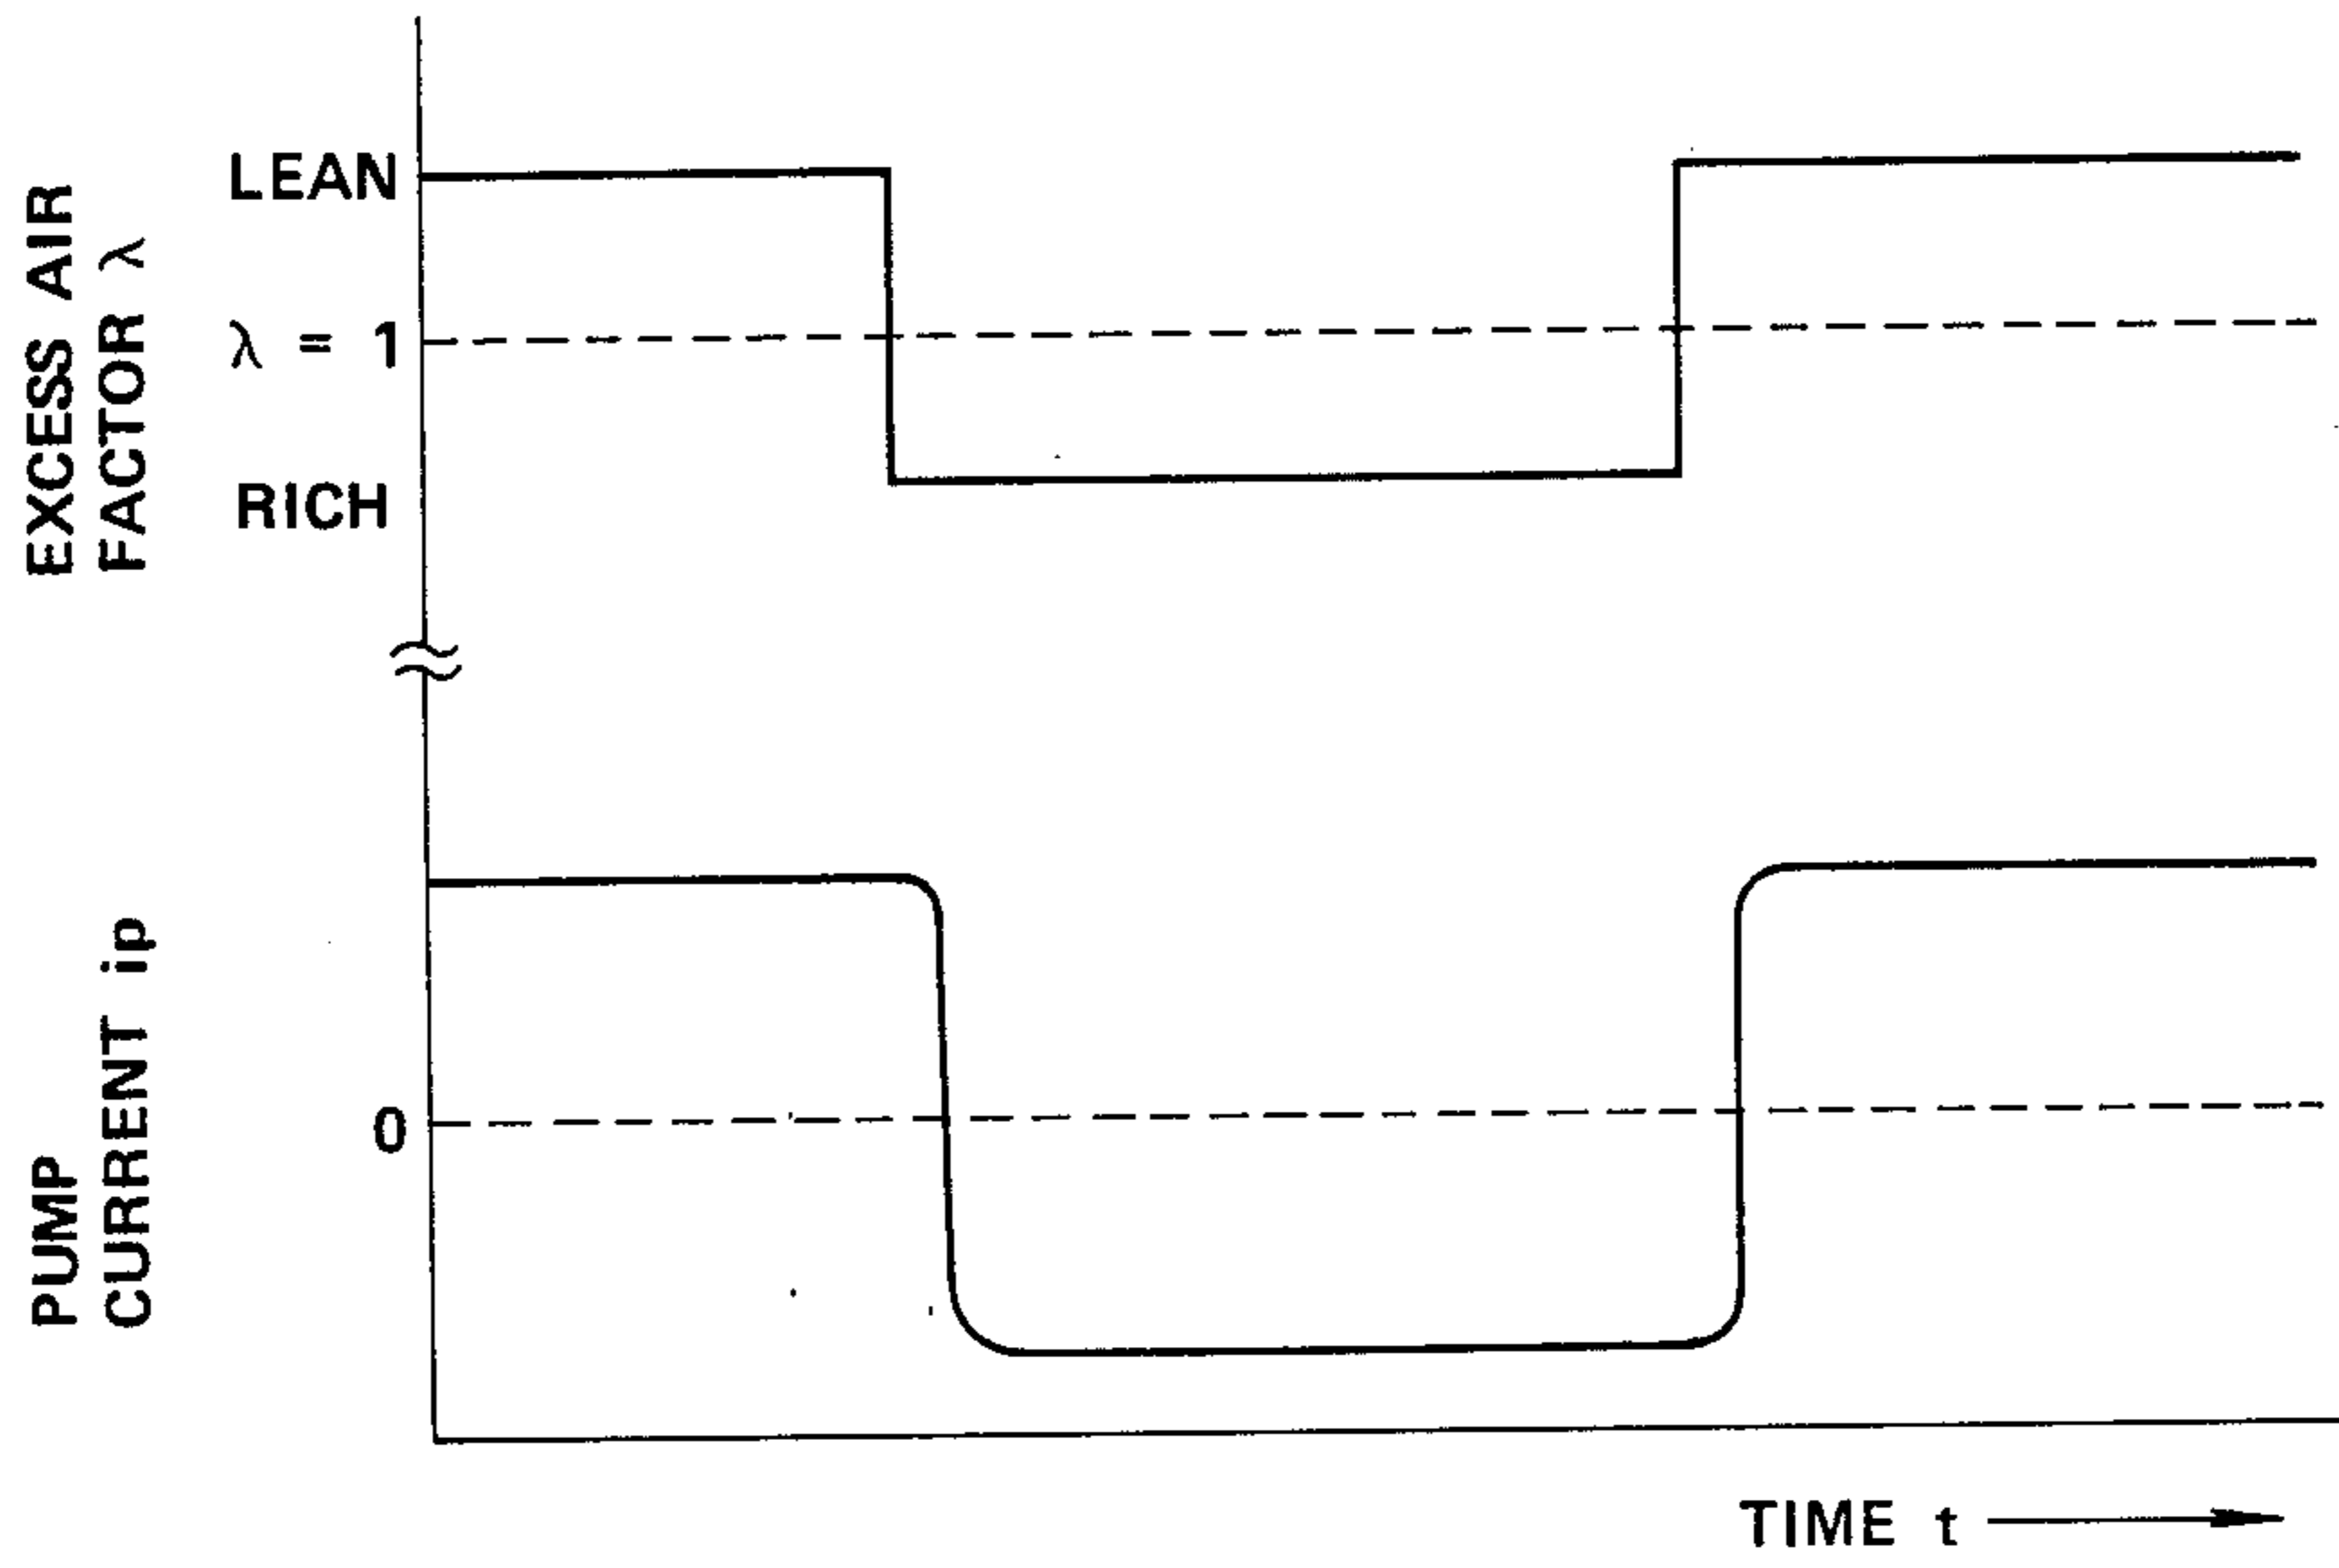 EXCESS AIR
FACTOR λ
LEAN
λ = 1
RICH
PUMP
CURRENT ip
0
TIME t